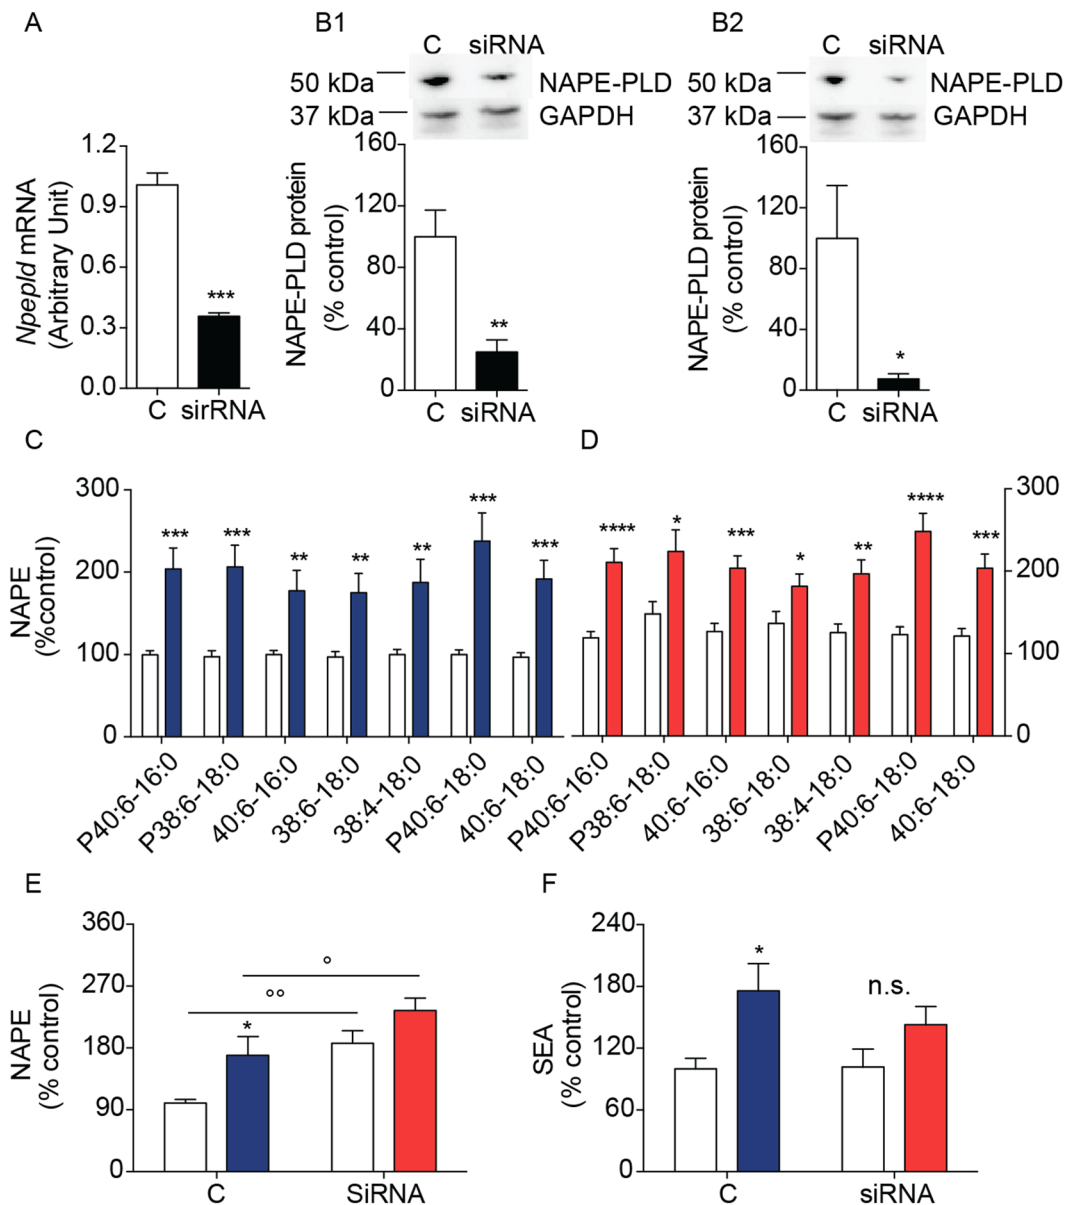 A
B1
B2
C siRNA
50 kDa NAPE-PLD
37 kDa GAPDH
C siRNA
50 kDa NAPE-PLD
37 kDa GAPDH
Npepld mRNA
(Arbitrary Unit)
1.2
0.9
0.6
0.3
0.0
***
C sirRNA
NAPE-PLD protein
(% control)
160
120
80
40
0
**
C siRNA
NAPE-PLD protein
(% control)
160
120
80
40
0
*
C siRNA
C
NAPE
(%control)
300
200
100
0
*** *** ** ** ** *** ***
P40:6-16:0
P38:6-18:0
40:6-16:0
38:6-18:0
38:4-18:0
P40:6-18:0
40:6-18:0
D
300
200
100
0
**** * *** * ** **** ***
P40:6-16:0
P38:6-18:0
40:6-16:0
38:6-18:0
38:4-18:0
P40:6-18:0
40:6-18:0
E
NAPE
(% control)
360
270
180
90
0
°
°°
*
C SiRNA
F
SEA
(% control)
240
180
120
60
0
*
n.s.
C siRNA